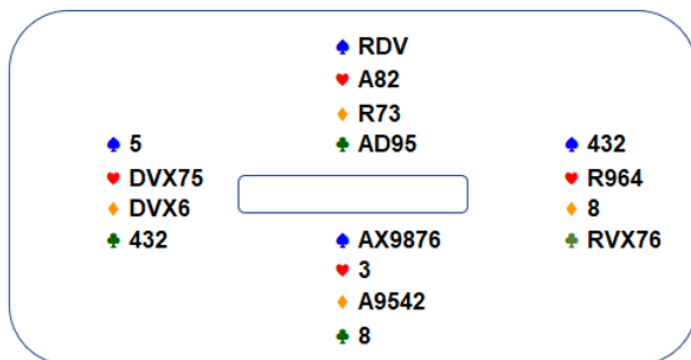 ♠ RDV
♥ A82
♦ R73
♣ AD95
♠ 5
♥ DVX75
♦ DVX6
♣ 432
♠ 432
♥ R964
♦ 8
♣ RVX76
♠ AX9876
♥ 3
♦ A9542
♣ 8